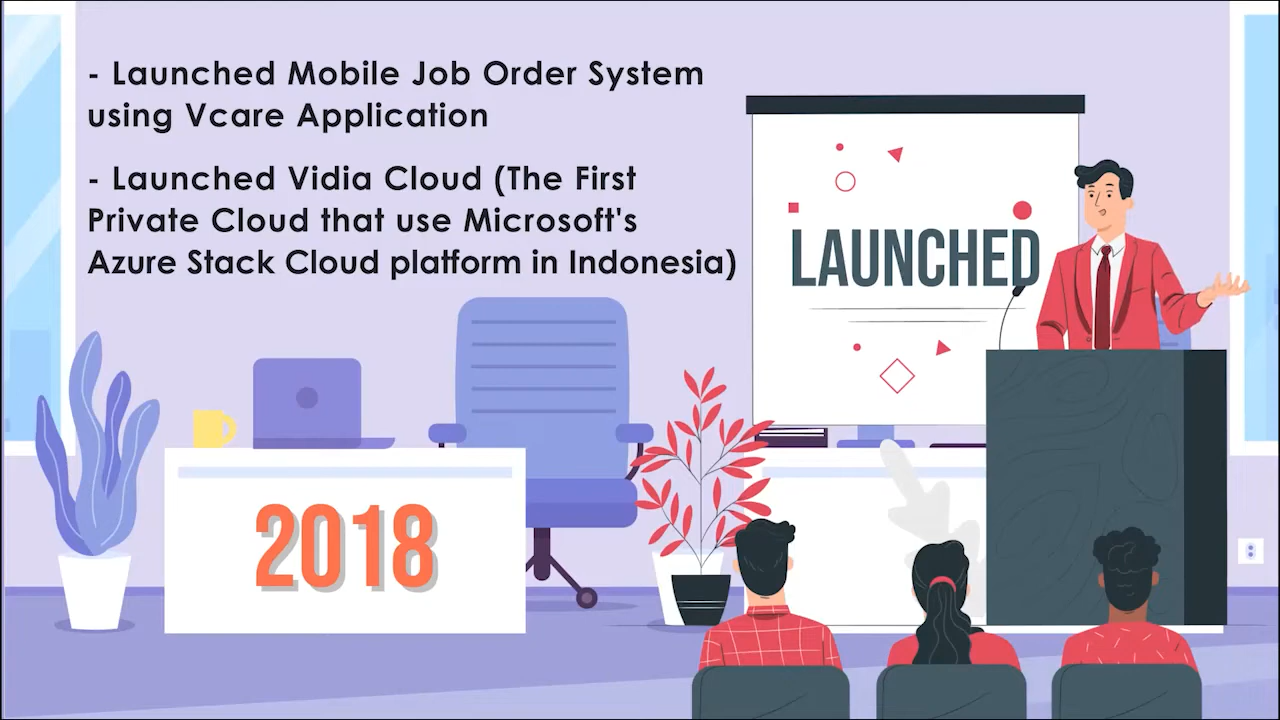 - Launched Mobile Job Order System
using Vcare Application
- Launched Vidia Cloud (The First
Private Cloud that use Microsoft's
Azure Stack Cloud platform in Indonesia)
LAUNCHED
2018